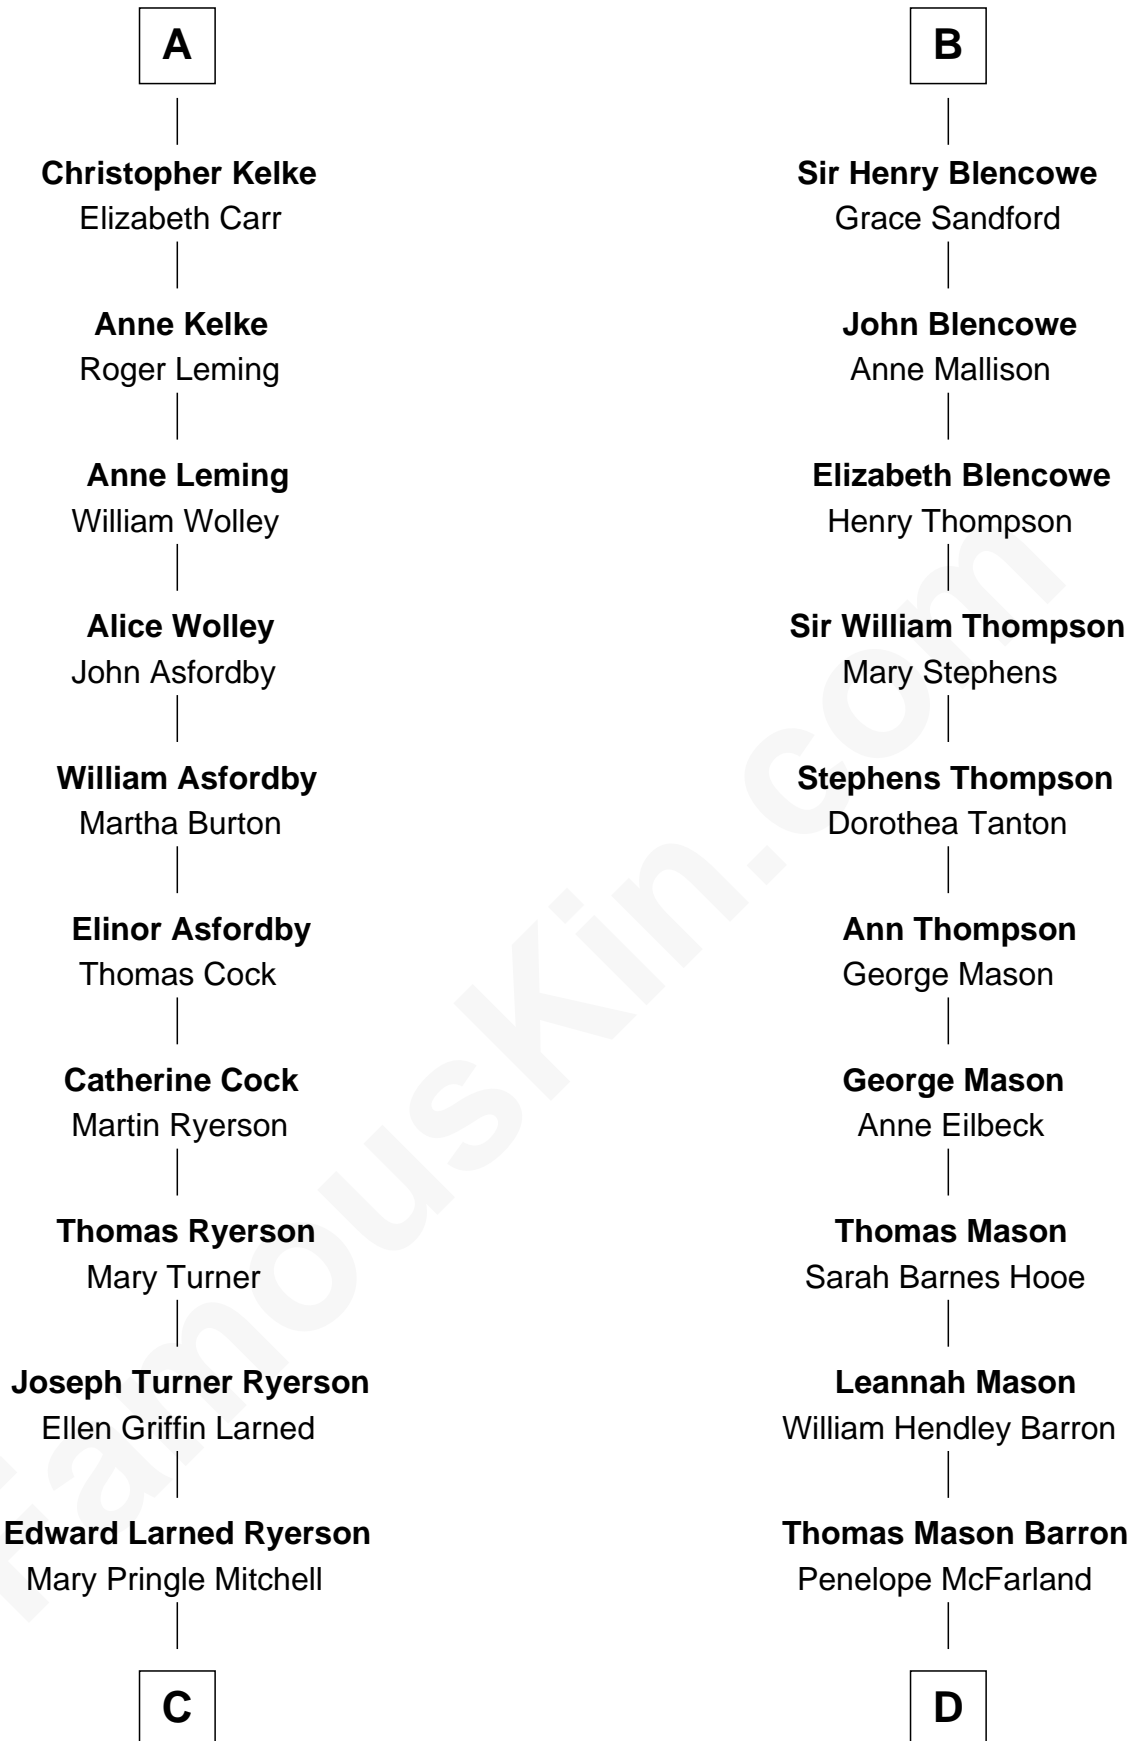 A
Christopher Kelke
Elizabeth Carr
Anne Kelke
Roger Leming
Anne Leming
William Wolley
Alice Wolley
John Asfordby
William Asfordby
Martha Burton
Elinor Asfordby
Thomas Cock
Catherine Cock
Martin Ryerson
Thomas Ryerson
Mary Turner
Joseph Turner Ryerson
Ellen Griffin Larned
Edward Larned Ryerson
Mary Pringle Mitchell
C
B
Sir Henry Blencowe
Grace Sandford
John Blencowe
Anne Mallison
Elizabeth Blencowe
Henry Thompson
Sir William Thompson
Mary Stephens
Stephens Thompson
Dorothea Tanton
Ann Thompson
George Mason
George Mason
Anne Eilbeck
Thomas Mason
Sarah Barnes Hooe
Leannah Mason
William Hendley Barron
Thomas Mason Barron
Penelope McFarland
D
FamousKin.com